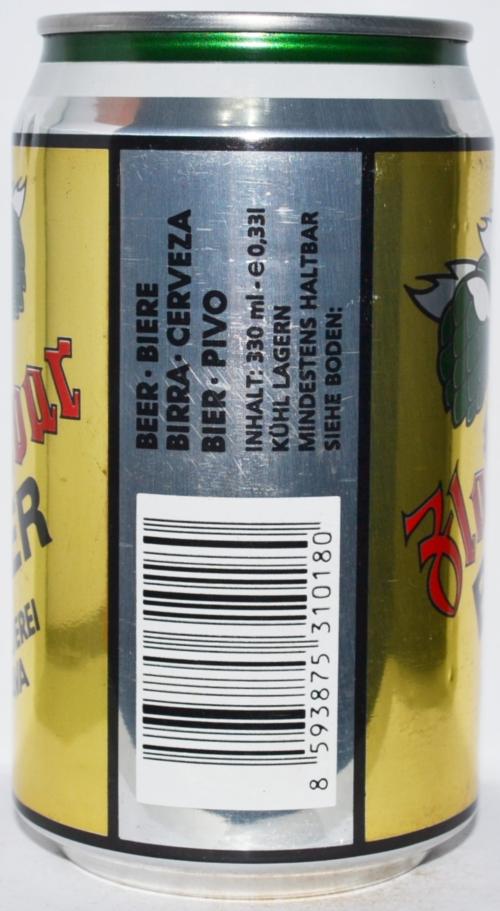 BEER · BIERE
BIRRA · CERVEZA
BIER · PIVO
INHALT: 330 ml · e 0,33l
KÜHL LAGERN
MINDESTENS HALTBAR
SIEHE BODEN:
8 593875 310180